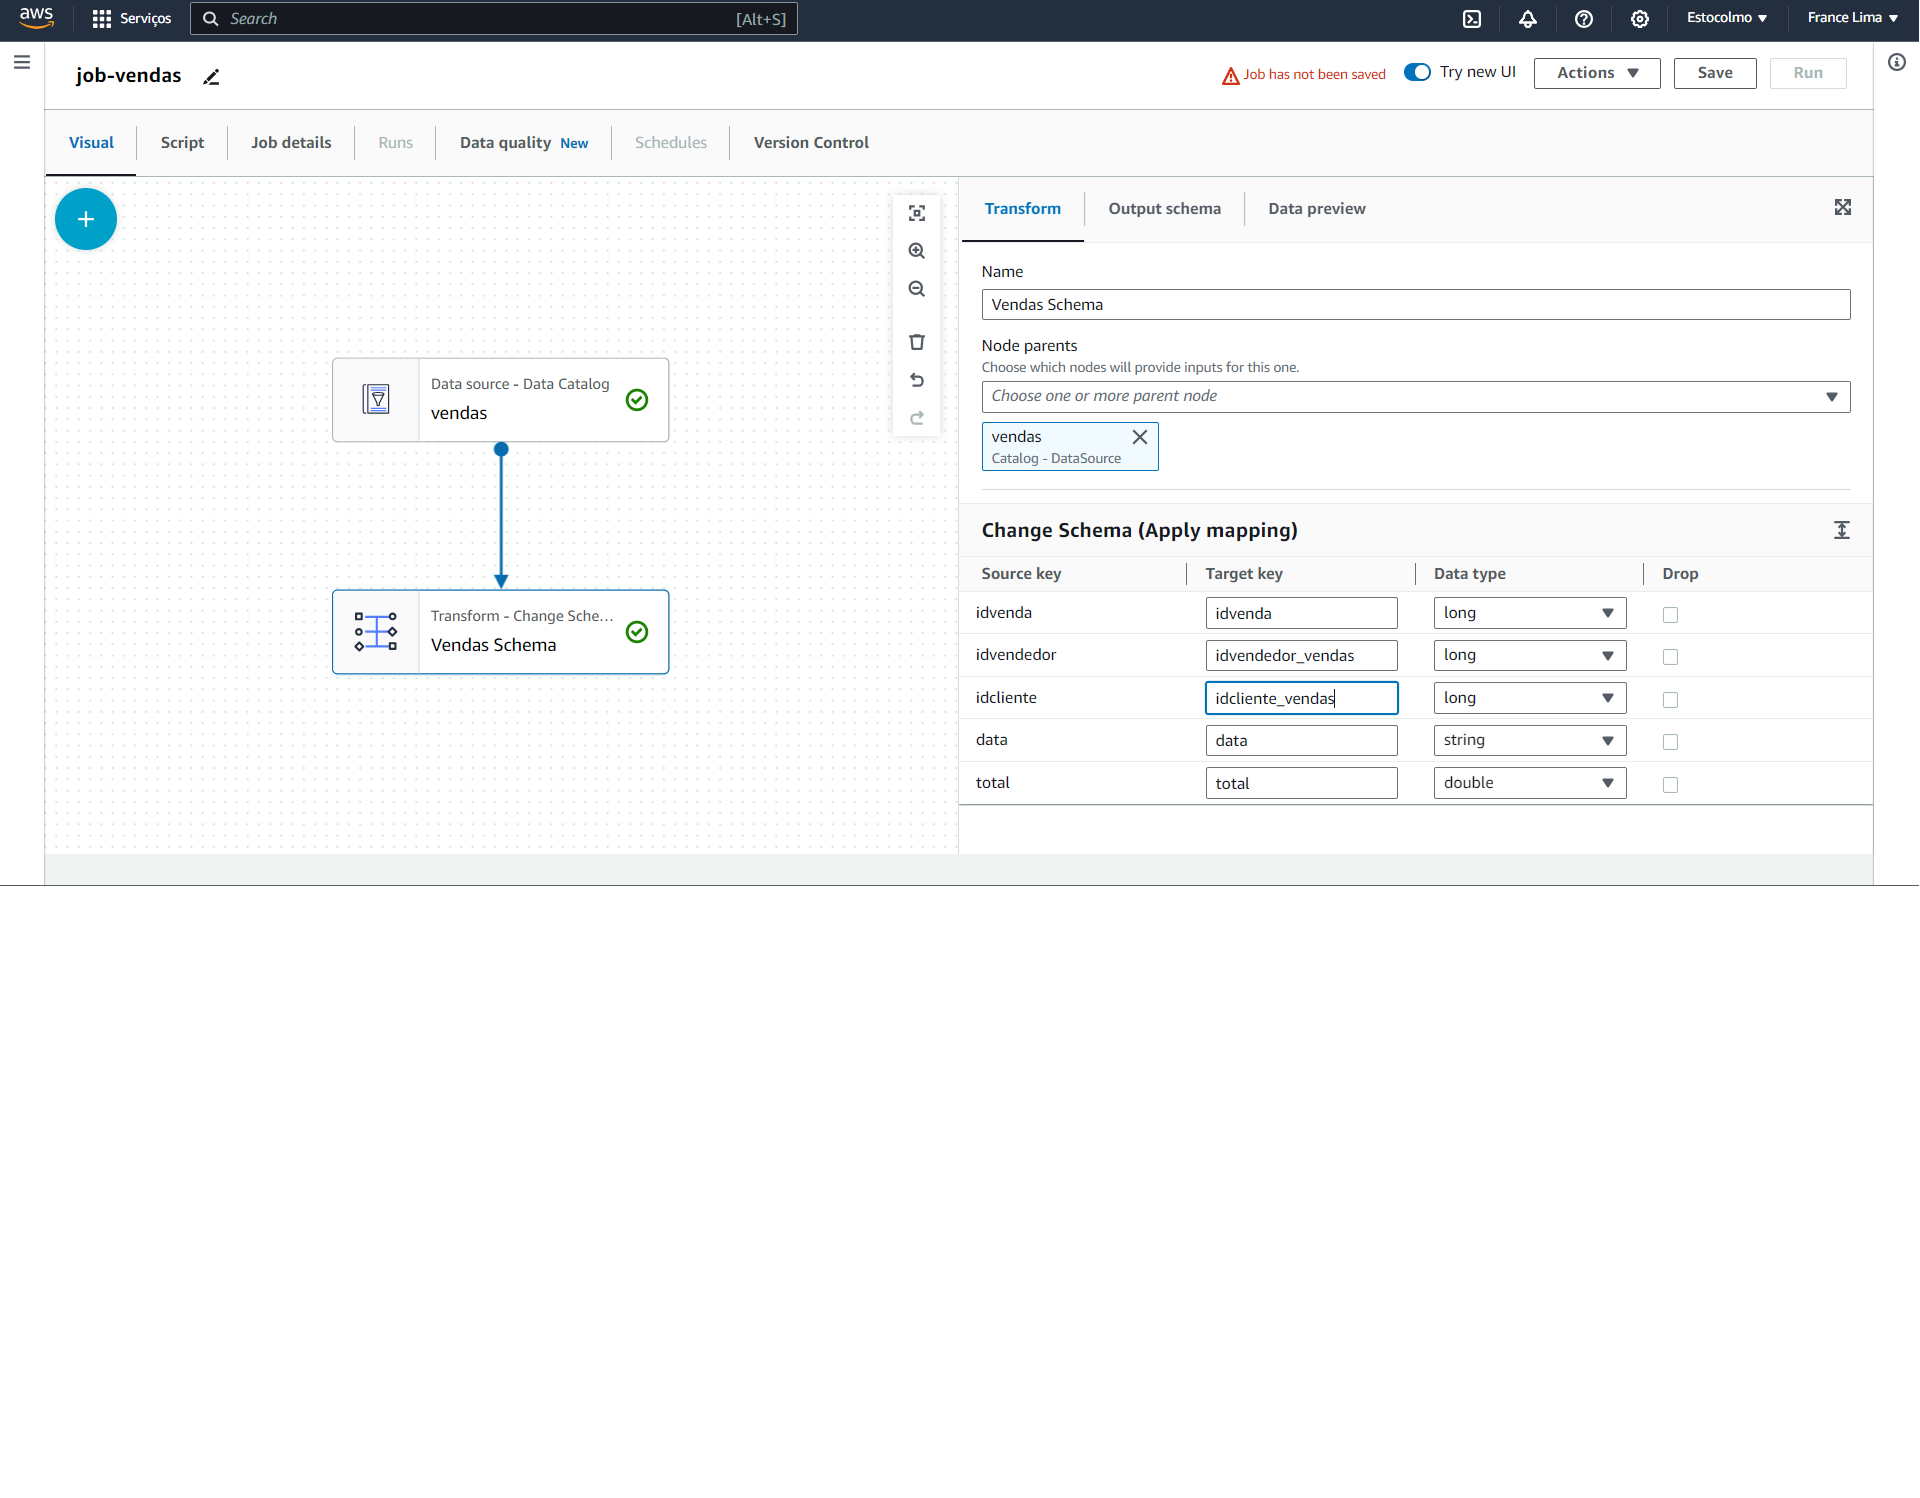 aws
Serviços
Search [Alt+S]
Estocolmo
France Lima
job-vendas
Job has not been saved
Try new UI
Actions
Save
Run
Visual
Script
Job details
Runs
Data quality New
Schedules
Version Control
Data source - Data Catalog
vendas
Transform - Change Sche...
Vendas Schema
Transform
Output schema
Data preview
Name
Vendas Schema
Node parents
Choose which nodes will provide inputs for this one.
Choose one or more parent node
vendas
Catalog - DataSource
Change Schema (Apply mapping)
Source key Target key Data type Drop
idvenda idvenda long
idvendedor idvendedor_vendas long
idcliente idcliente_vendas long
data data string
total total double